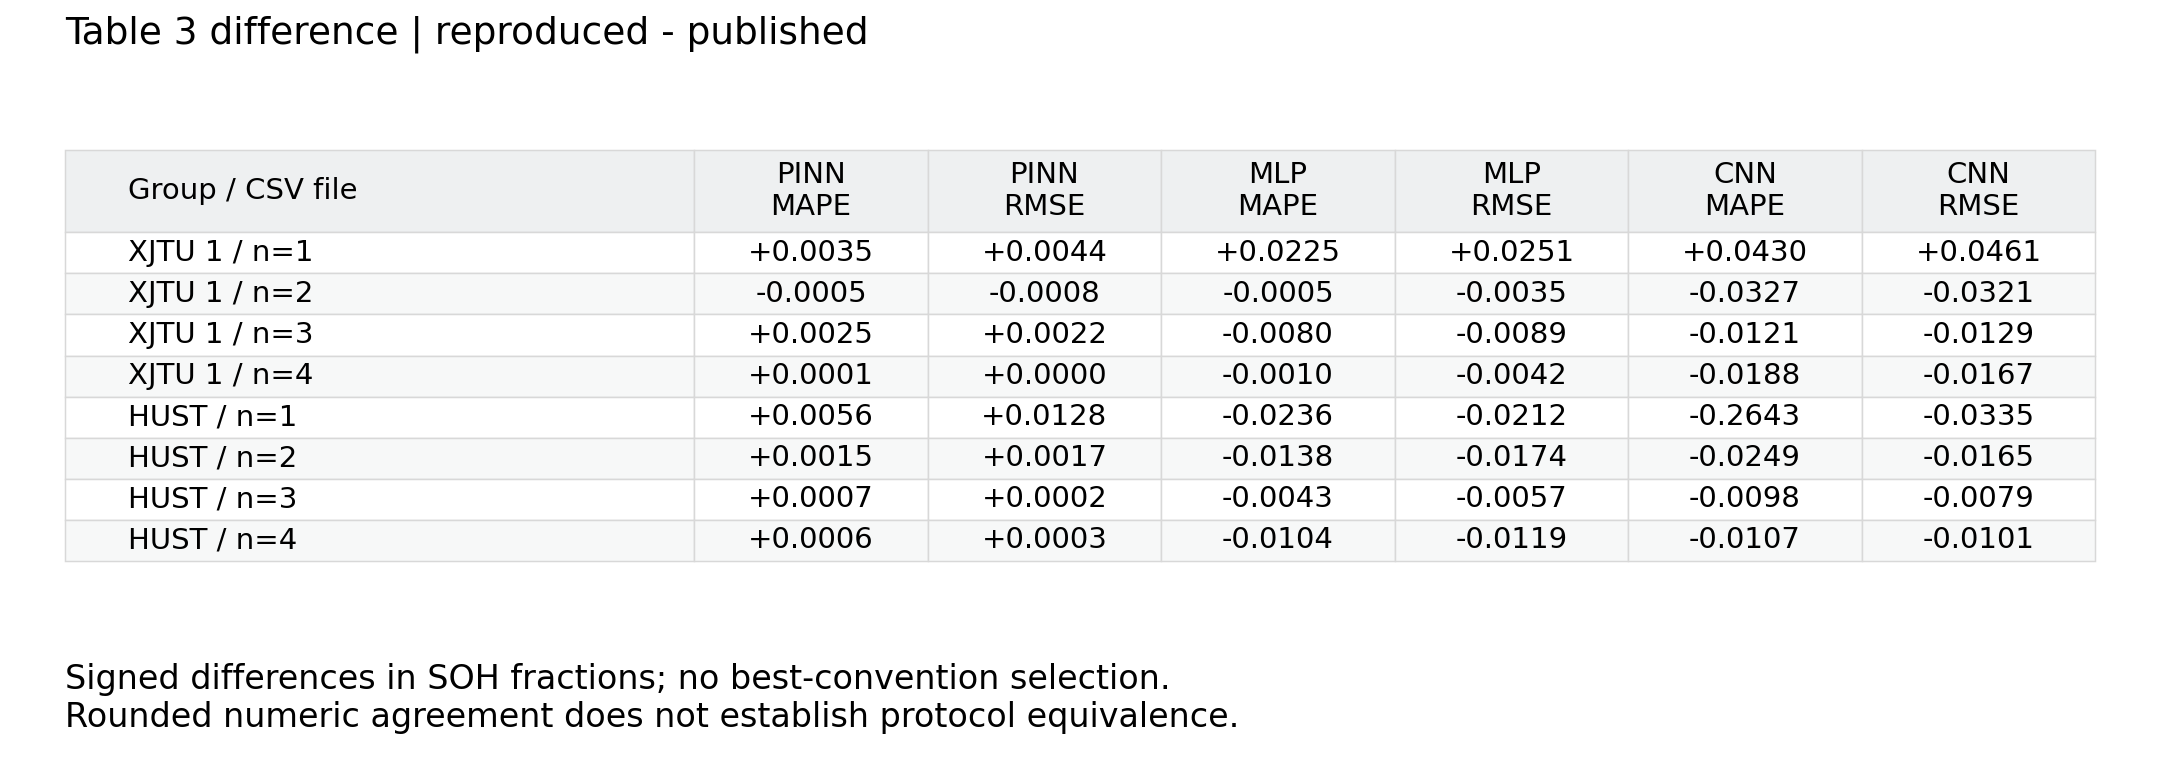 Table 3 difference | reproduced - published
Group / CSV file PINN MAPE PINN RMSE MLP MAPE MLP RMSE CNN MAPE CNN RMSE
XJTU 1 / n=1 +0.0035 +0.0044 +0.0225 +0.0251 +0.0430 +0.0461
XJTU 1 / n=2 -0.0005 -0.0008 -0.0005 -0.0035 -0.0327 -0.0321
XJTU 1 / n=3 +0.0025 +0.0022 -0.0080 -0.0089 -0.0121 -0.0129
XJTU 1 / n=4 +0.0001 +0.0000 -0.0010 -0.0042 -0.0188 -0.0167
HUST / n=1 +0.0056 +0.0128 -0.0236 -0.0212 -0.2643 -0.0335
HUST / n=2 +0.0015 +0.0017 -0.0138 -0.0174 -0.0249 -0.0165
HUST / n=3 +0.0007 +0.0002 -0.0043 -0.0057 -0.0098 -0.0079
HUST / n=4 +0.0006 +0.0003 -0.0104 -0.0119 -0.0107 -0.0101
Signed differences in SOH fractions; no best-convention selection.
Rounded numeric agreement does not establish protocol equivalence.